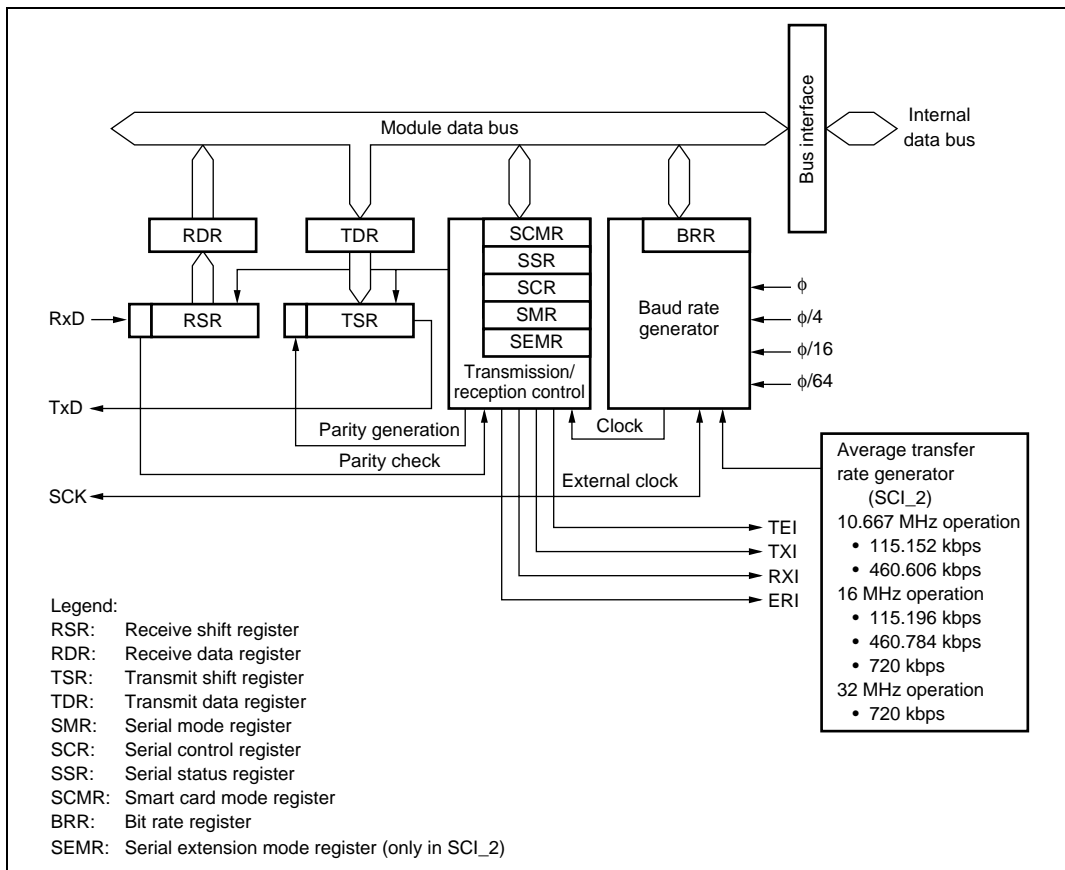 Module data bus
Bus interface
Internal
data bus
RDR
TDR
SCMR
SSR
SCR
SMR
SEMR
Transmission/
reception control
BRR
Baud rate
generator
ϕ
ϕ/4
ϕ/16
ϕ/64
RxD
RSR
TSR
TxD
Parity generation
Parity check
Clock
External clock
SCK
TEI
TXI
RXI
ERI
Average transfer
rate generator
(SCI_2)
10.667 MHz operation
• 115.152 kbps
• 460.606 kbps
16 MHz operation
• 115.196 kbps
• 460.784 kbps
• 720 kbps
32 MHz operation
• 720 kbps
Legend:
RSR: Receive shift register
RDR: Receive data register
TSR: Transmit shift register
TDR: Transmit data register
SMR: Serial mode register
SCR: Serial control register
SSR: Serial status register
SCMR: Smart card mode register
BRR: Bit rate register
SEMR: Serial extension mode register (only in SCI_2)